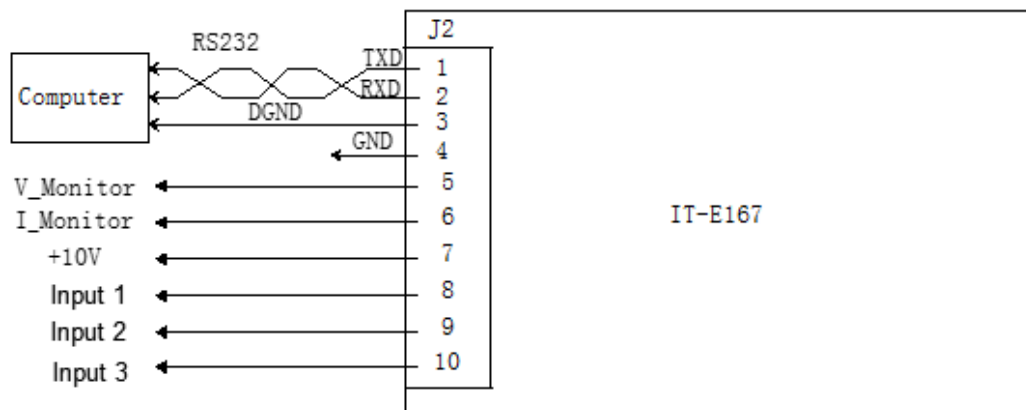 J2
RS232
TXD
1
Computer
RXD
2
DGND
3
GND
4
V_Monitor
5
I_Monitor
6
IT-E167
+10V
7
Input 1
8
Input 2
9
Input 3
10